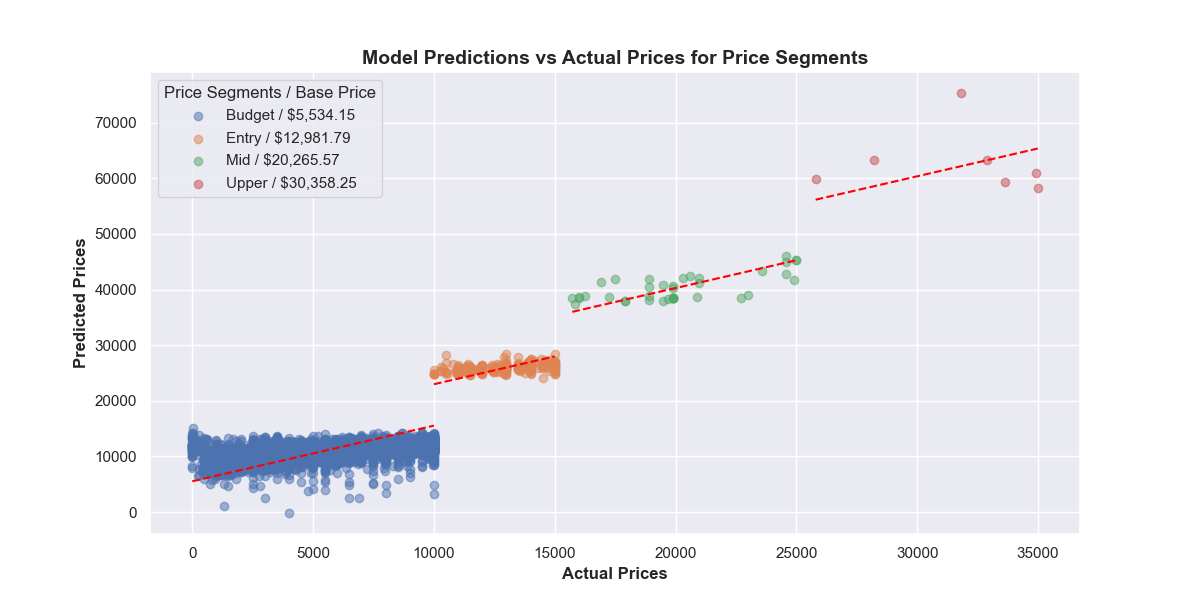 Model Predictions vs Actual Prices for Price Segments
Price Segments / Base Price
Budget / $5,534.15
Entry / $12,981.79
Mid / $20,265.57
Upper / $30,358.25
Predicted Prices
70000
60000
50000
40000
30000
20000
10000
0
0 5000 10000 15000 20000 25000 30000 35000
Actual Prices